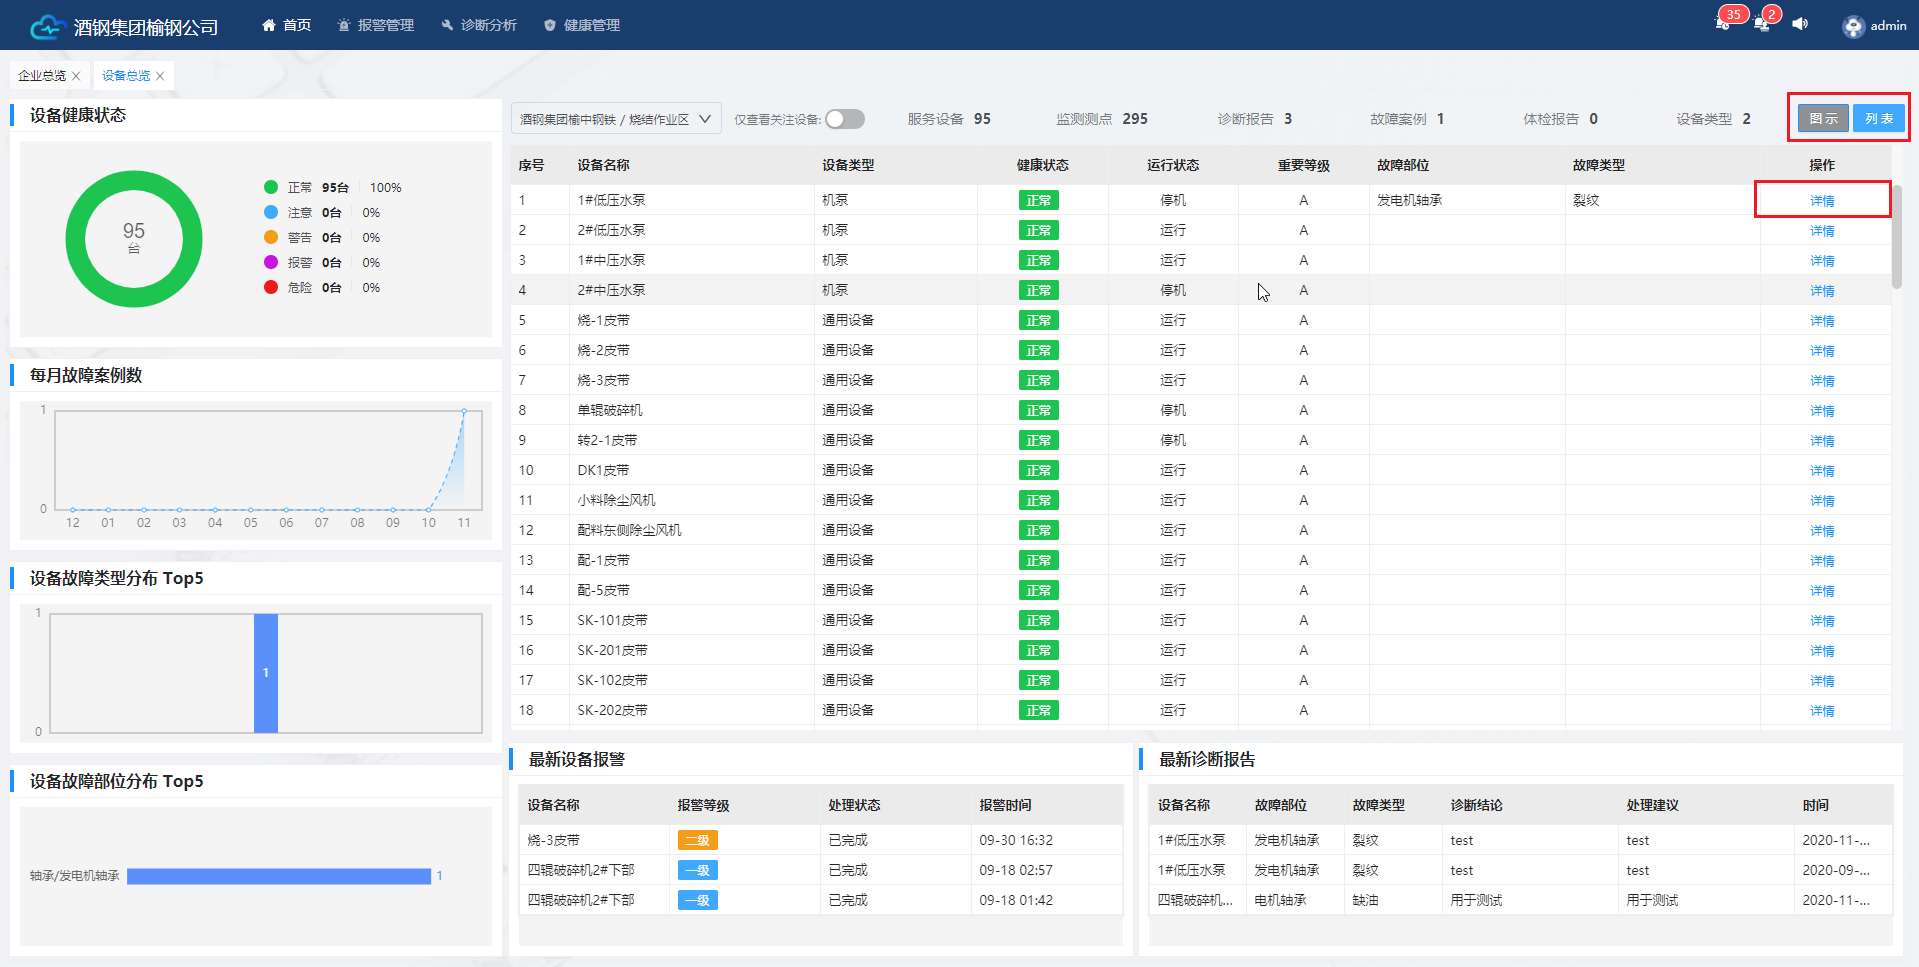 酒钢集团榆钢公司 首页 报警管理 诊断分析 健康管理 35 2 admin
企业总览 设备总览
设备健康状态
95
台
正常 95台 100%
注意 0台 0%
警告 0台 0%
报警 0台 0%
危险 0台 0%
每月故障案例数
1
0
12 01 02 03 04 05 06 07 08 09 10 11
设备故障类型分布 Top5
1
1
0
设备故障部位分布 Top5
轴承/发电机轴承 1
酒钢集团榆中钢铁 / 烧结作业区 仅查看关注设备: 服务设备 95 监测测点 295 诊断报告 3 故障案例 1 体检报告 0 设备类型 2 图示 列表
序号 设备名称 设备类型 健康状态 运行状态 重要等级 故障部位 故障类型 操作
1 1#低压水泵 机泵 正常 停机 A 发电机轴承 裂纹 详情
2 2#低压水泵 机泵 正常 运行 A 详情
3 1#中压水泵 机泵 正常 运行 A 详情
4 2#中压水泵 机泵 正常 停机 A 详情
5 烧-1皮带 通用设备 正常 运行 A 详情
6 烧-2皮带 通用设备 正常 运行 A 详情
7 烧-3皮带 通用设备 正常 运行 A 详情
8 单辊破碎机 通用设备 正常 停机 A 详情
9 转2-1皮带 通用设备 正常 停机 A 详情
10 DK1皮带 通用设备 正常 运行 A 详情
11 小料除尘风机 通用设备 正常 运行 A 详情
12 配料东侧除尘风机 通用设备 正常 运行 A 详情
13 配-1皮带 通用设备 正常 运行 A 详情
14 配-5皮带 通用设备 正常 运行 A 详情
15 SK-101皮带 通用设备 正常 运行 A 详情
16 SK-201皮带 通用设备 正常 运行 A 详情
17 SK-102皮带 通用设备 正常 运行 A 详情
18 SK-202皮带 通用设备 正常 运行 A 详情
最新设备报警
设备名称 报警等级 处理状态 报警时间
烧-3皮带 二级 已完成 09-30 16:32
四辊破碎机2#下部 一级 已完成 09-18 02:57
四辊破碎机2#下部 一级 已完成 09-18 01:42
最新诊断报告
设备名称 故障部位 故障类型 诊断结论 处理建议 时间
1#低压水泵 发电机轴承 裂纹 test test 2020-11-...
1#低压水泵 发电机轴承 裂纹 test test 2020-09-...
四辊破碎机... 电机轴承 缺油 用于测试 用于测试 2020-11-...